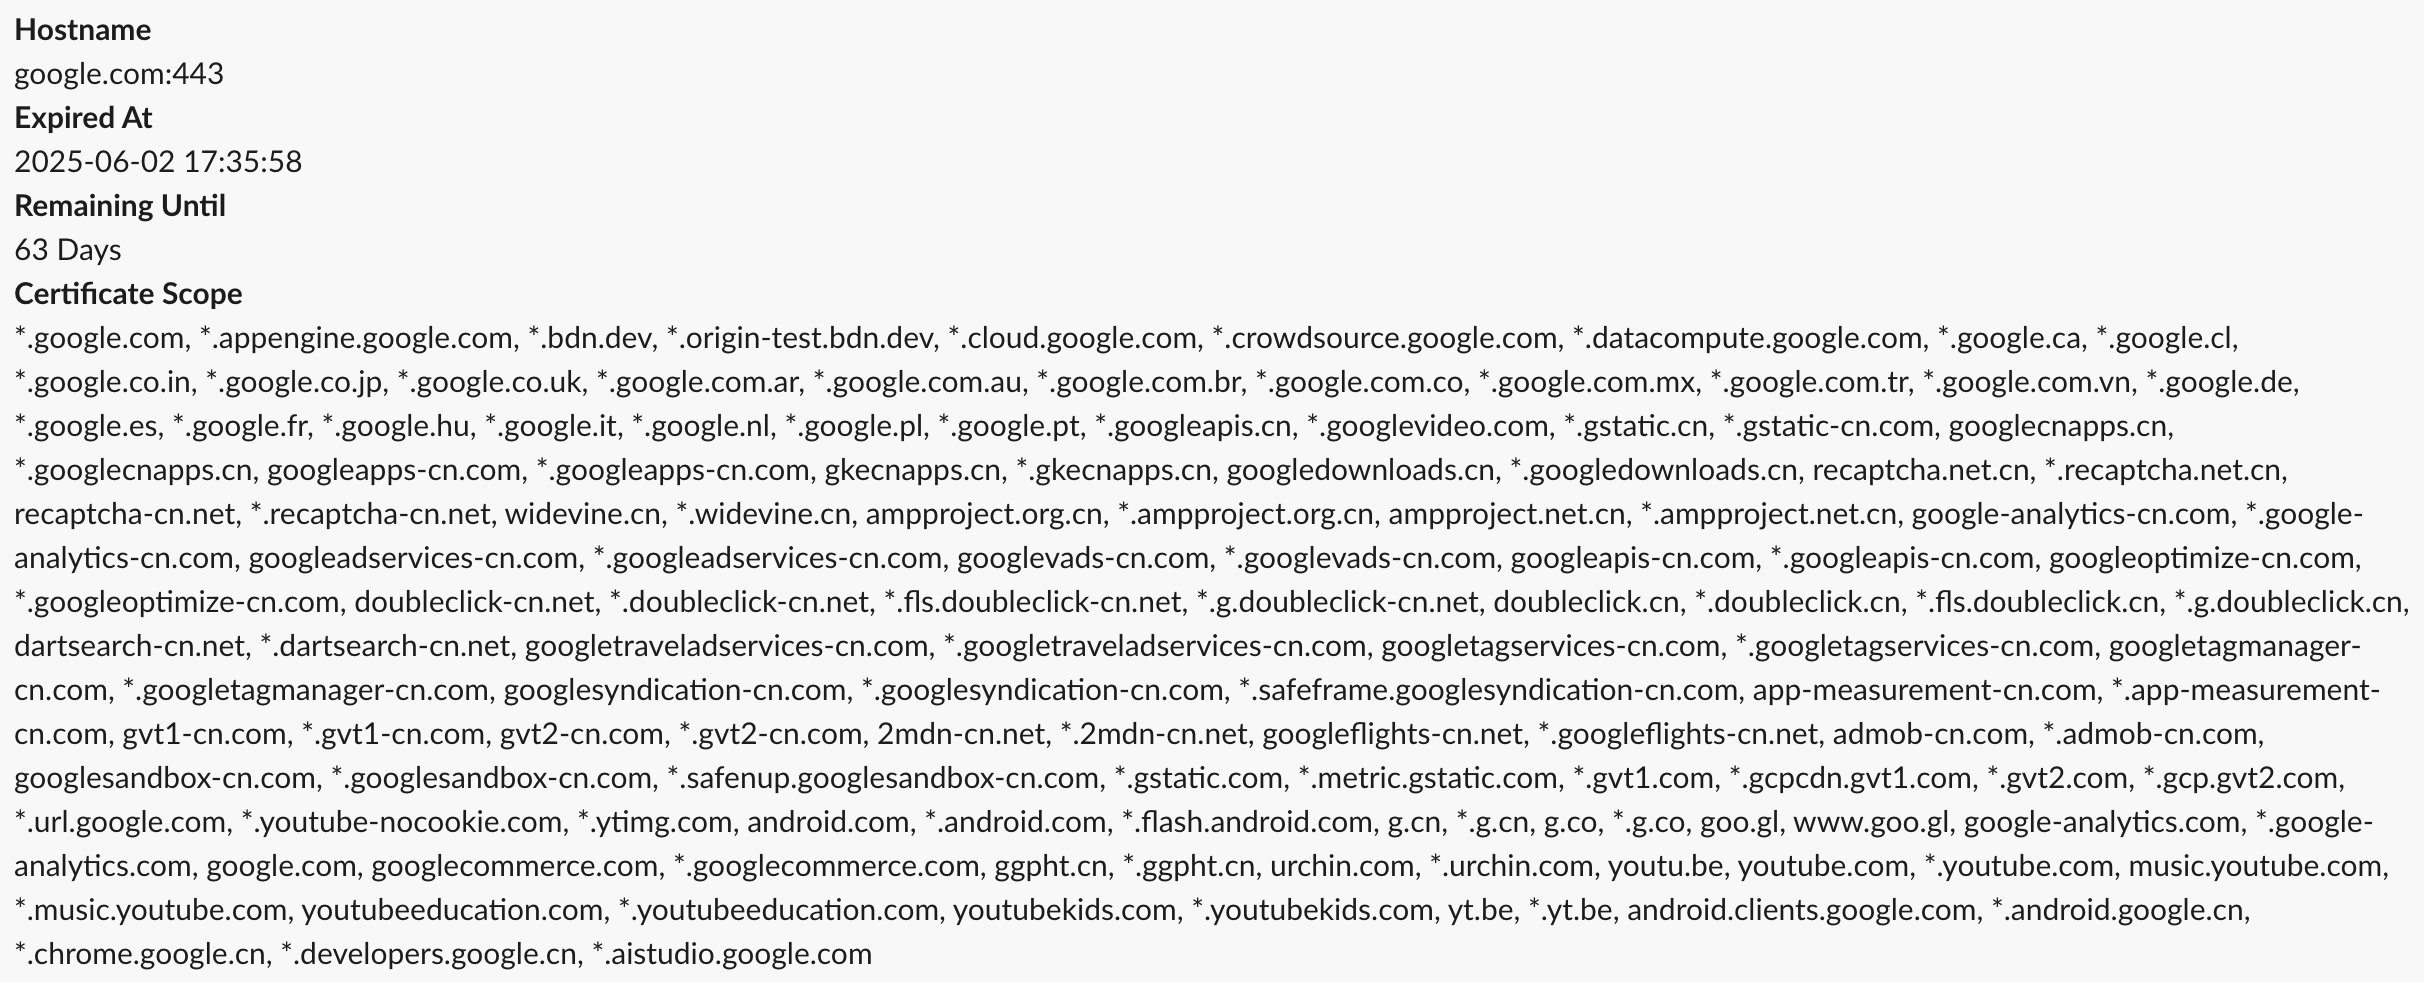 Hostname
google.com:443
Expired At
2025-06-02 17:35:58
Remaining Until
63 Days
Certificate Scope
*.google.com, *.appengine.google.com, *.bdn.dev, *.origin-test.bdn.dev, *.cloud.google.com, *.crowdsource.google.com, *.datacompute.google.com, *.google.ca, *.google.cl,
*.google.co.in, *.google.co.jp, *.google.co.uk, *.google.com.ar, *.google.com.au, *.google.com.br, *.google.com.co, *.google.com.mx, *.google.com.tr, *.google.com.vn, *.google.de,
*.google.es, *.google.fr, *.google.hu, *.google.it, *.google.nl, *.google.pl, *.google.pt, *.googleapis.cn, *.googlevideo.com, *.gstatic.cn, *.gstatic-cn.com, googlecnapps.cn,
*.googlecnapps.cn, googleapps-cn.com, *.googleapps-cn.com, gkecnapps.cn, *.gkecnapps.cn, googledownloads.cn, *.googledownloads.cn, recaptcha.net.cn, *.recaptcha.net.cn,
recaptcha-cn.net, *.recaptcha-cn.net, widevine.cn, *.widevine.cn, ampproject.org.cn, *.ampproject.org.cn, ampproject.net.cn, *.ampproject.net.cn, google-analytics-cn.com, *.google-
analytics-cn.com, googleadservices-cn.com, *.googleadservices-cn.com, googlevads-cn.com, *.googlevads-cn.com, googleapis-cn.com, *.googleapis-cn.com, googleoptimize-cn.com,
*.googleoptimize-cn.com, doubleclick-cn.net, *.doubleclick-cn.net, *.fls.doubleclick-cn.net, *.g.doubleclick-cn.net, doubleclick.cn, *.doubleclick.cn, *.fls.doubleclick.cn, *.g.doubleclick.cn,
dartsearch-cn.net, *.dartsearch-cn.net, googletraveladservices-cn.com, *.googletraveladservices-cn.com, googletagservices-cn.com, *.googletagservices-cn.com, googletagmanager-
cn.com, *.googletagmanager-cn.com, googlesyndication-cn.com, *.googlesyndication-cn.com, *.safeframe.googlesyndication-cn.com, app-measurement-cn.com, *.app-measurement-
cn.com, gvt1-cn.com, *.gvt1-cn.com, gvt2-cn.com, *.gvt2-cn.com, 2mdn-cn.net, *.2mdn-cn.net, googleflights-cn.net, *.googleflights-cn.net, admob-cn.com, *.admob-cn.com,
googlesandbox-cn.com, *.googlesandbox-cn.com, *.safenup.googlesandbox-cn.com, *.gstatic.com, *.metric.gstatic.com, *.gvt1.com, *.gcpcdn.gvt1.com, *.gvt2.com, *.gcp.gvt2.com,
*.url.google.com, *.youtube-nocookie.com, *.ytimg.com, android.com, *.android.com, *.flash.android.com, g.cn, *.g.cn, g.co, *.g.co, goo.gl, www.goo.gl, google-analytics.com, *.google-
analytics.com, google.com, googlecommerce.com, *.googlecommerce.com, ggpht.cn, *.ggpht.cn, urchin.com, *.urchin.com, youtu.be, youtube.com, *.youtube.com, music.youtube.com,
*.music.youtube.com, youtubeeducation.com, *.youtubeeducation.com, youtubekids.com, *.youtubekids.com, yt.be, *.yt.be, android.clients.google.com, *.android.google.cn,
*.chrome.google.cn, *.developers.google.cn, *.aistudio.google.com